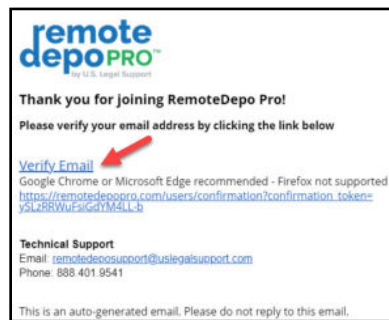 remote
depoPRO™
by U.S. Legal Support
Thank you for joining RemoteDepo Pro!
Please verify your email address by clicking the link below
Verify Email
Google Chrome or Microsoft Edge recommended - Firefox not supported
https://remotedepopro.com/users/confirmation?confirmation_token=
ySLzRRWuFsiGdYM4LL-b
Technical Support
Email: remotedeposupport@uslegalsupport.com
Phone: 888.401.9541
This is an auto-generated email. Please do not reply to this email.